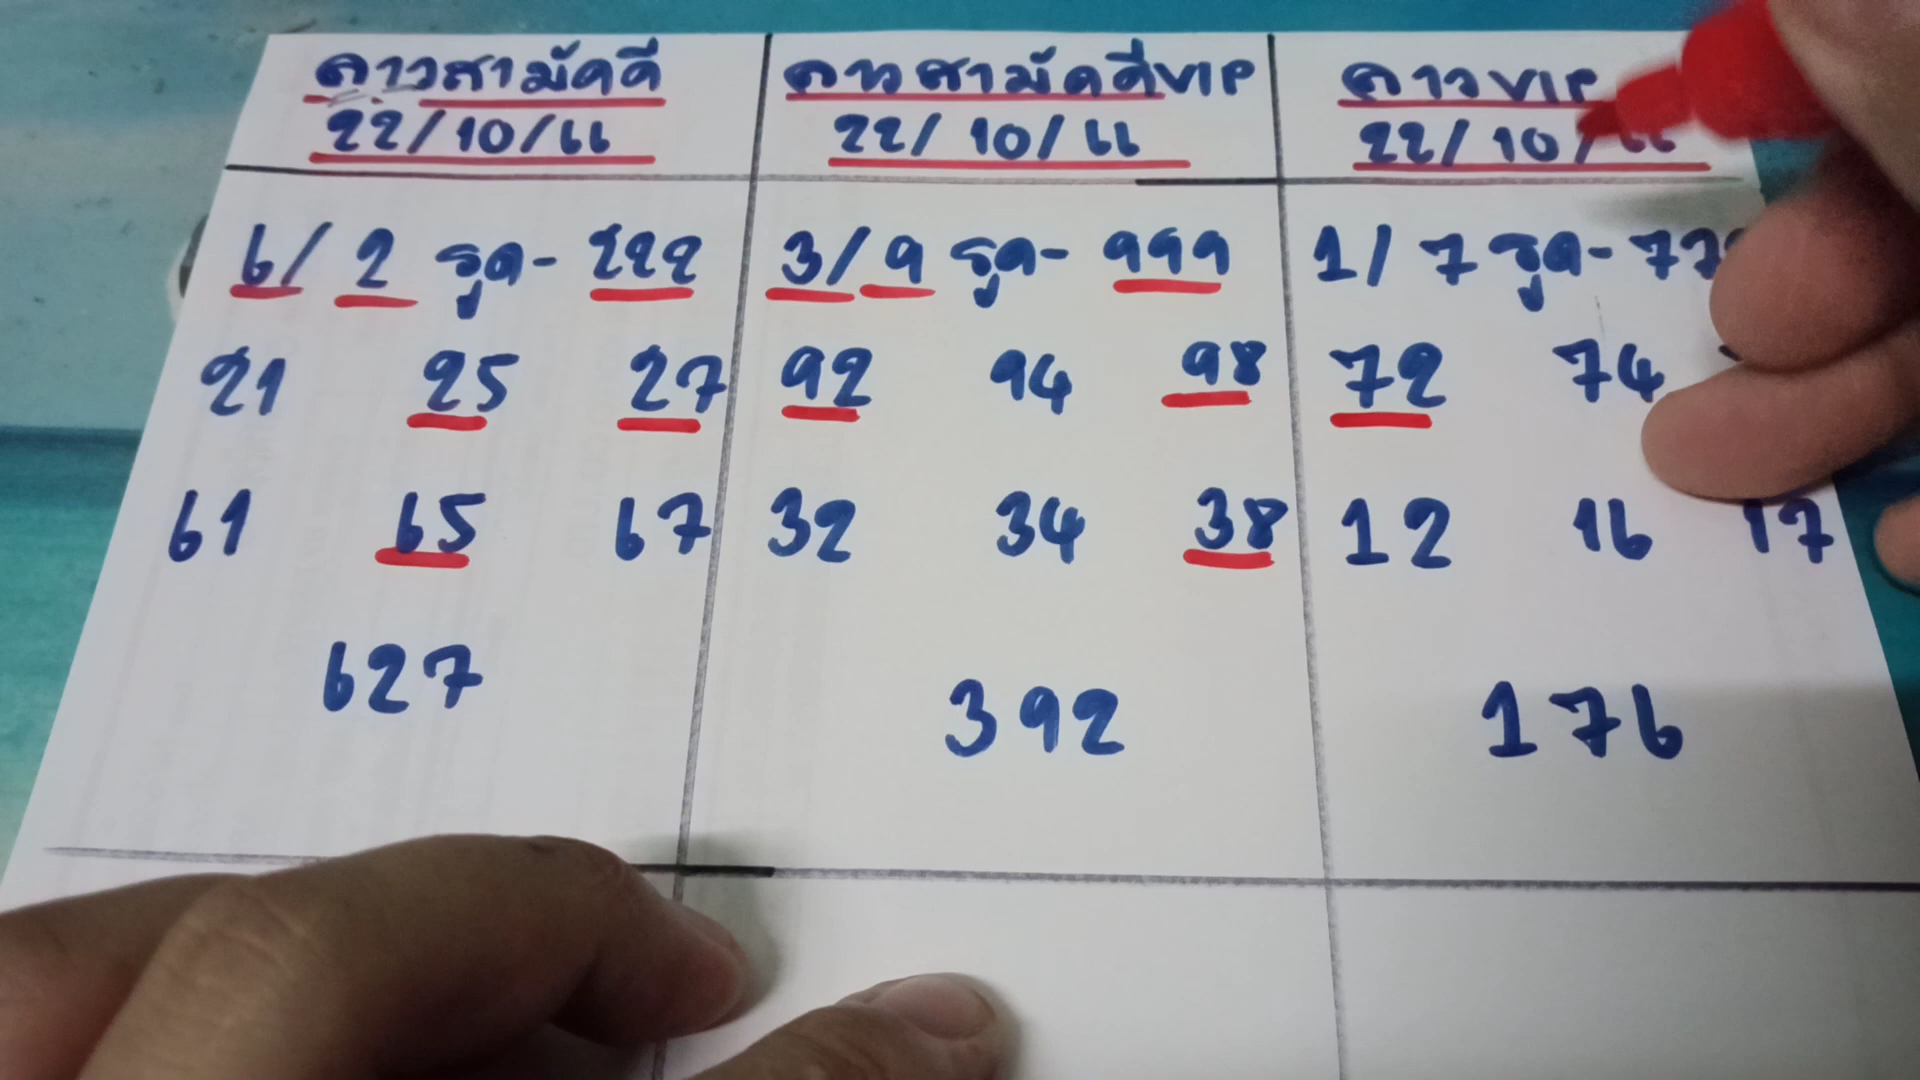 ลาวสามัคคี
22/10/66
6/2 รูด- 222
21 25 27
61 65 67
627
ลาวสามัคคีVIP
22/10/66
3/9 รูด- 999
92 94 98
32 34 38
392
ลาวVIP
22/10/66
1/7 รูด- 77
72 74
12 16 17
176